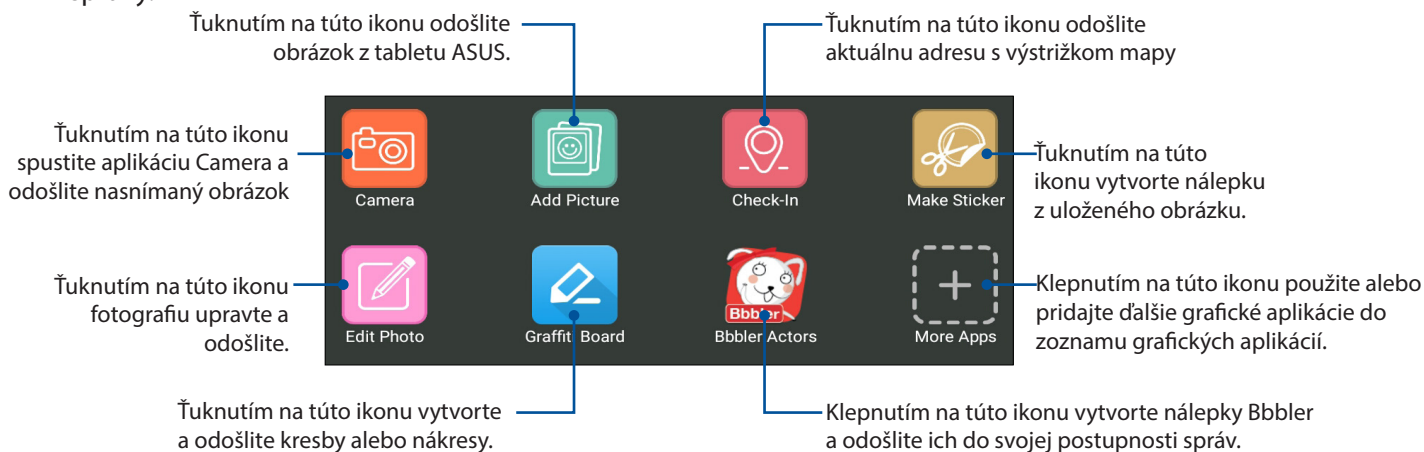 Ťuknutím na túto ikonu odošlite
obrázok z tabletu ASUS.
Ťuknutím na túto ikonu odošlite
aktuálnu adresu s výstrižkom mapy
Ťuknutím na túto ikonu
spustite aplikáciu Camera a
odošlite nasnímaný obrázok
Ťuknutím na túto
ikonu vytvorte nálepku
z uloženého obrázku.
Camera
Add Picture
Check-In
Make Sticker
Ťuknutím na túto ikonu
fotografiu upravte a
odošlite.
Bbbler
Klepnutím na túto ikonu použite alebo
pridajte ďalšie grafické aplikácie do
zoznamu grafických aplikácií.
Edit Photo
Graffiti Board
Bbbler Actors
More Apps
Ťuknutím na túto ikonu vytvorte
a odošlite kresby alebo nákresy.
Klepnutím na túto ikonu vytvorte nálepky Bbbler
a odošlite ich do svojej postupnosti správ.